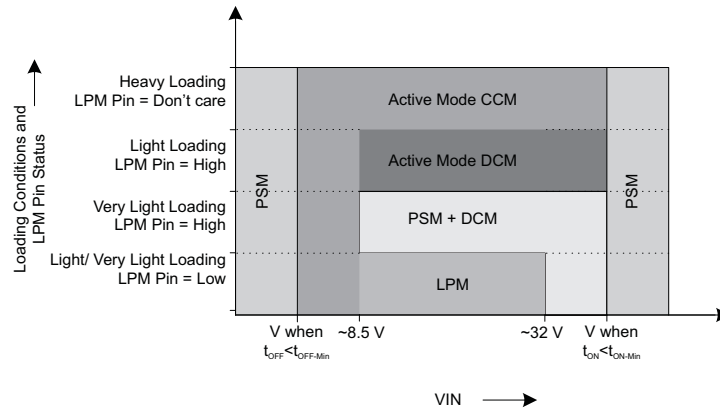 Loading Conditions and
LPM Pin Status
Heavy Loading
LPM Pin = Don't care
Light Loading
LPM Pin = High
Very Light Loading
LPM Pin = High
Light/ Very Light Loading
LPM Pin = Low
PSM
Active Mode CCM
Active Mode DCM
PSM + DCM
LPM
PSM
V when
tOFF<tOFF-Min
~8.5 V
~32 V
V when
tON<tON-Min
VIN